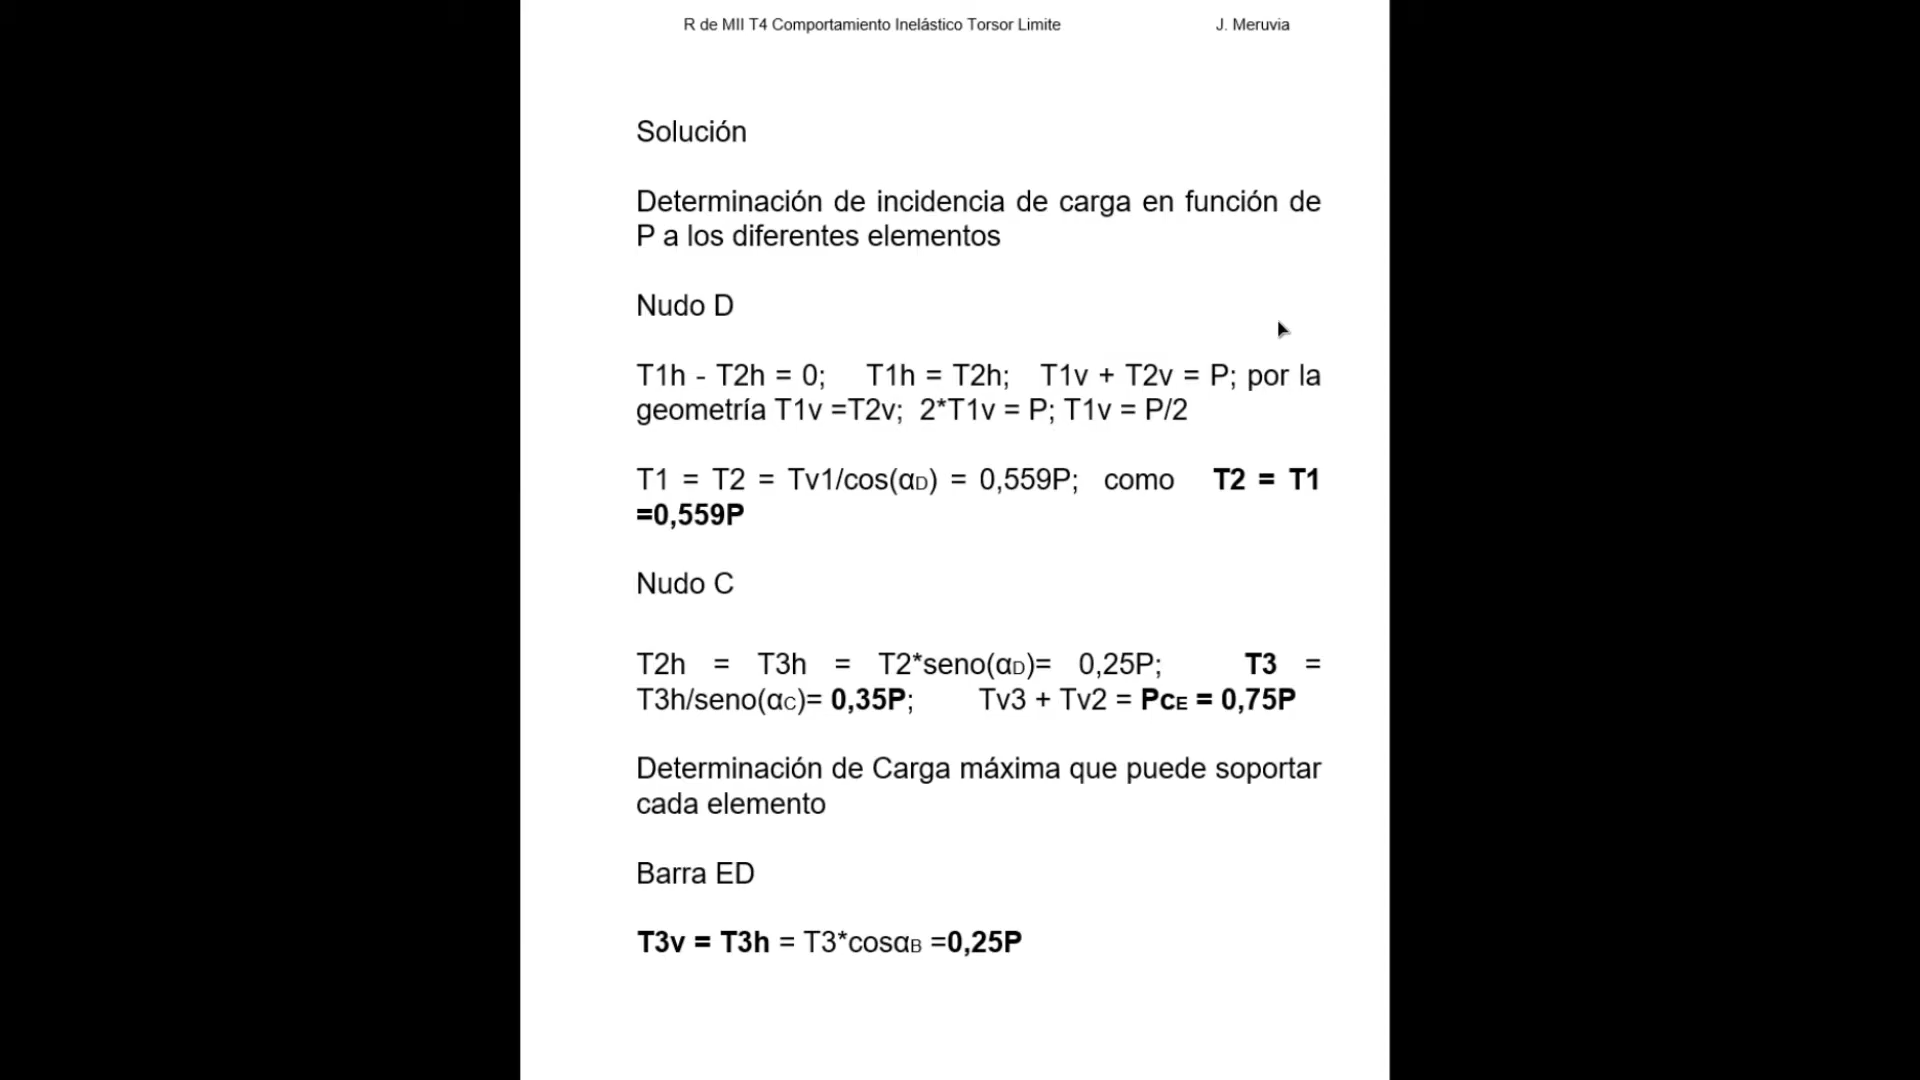 R de MII T4 Comportamiento Inelástico Torsor Limite J. Meruvia
Solución
Determinación de incidencia de carga en función de
P a los diferentes elementos
Nudo D
T1h - T2h = 0; T1h = T2h; T1v + T2v = P; por la
geometría T1v =T2v; 2*T1v = P; T1v = P/2
T1 = T2 = Tv1/cos(αD) = 0,559P; como T2 = T1
=0,559P
Nudo C
T2h = T3h = T2*seno(αD)= 0,25P; T3 =
T3h/seno(αC)= 0,35P; Tv3 + Tv2 = PCE = 0,75P
Determinación de Carga máxima que puede soportar
cada elemento
Barra ED
T3v = T3h = T3*cosαB =0,25P